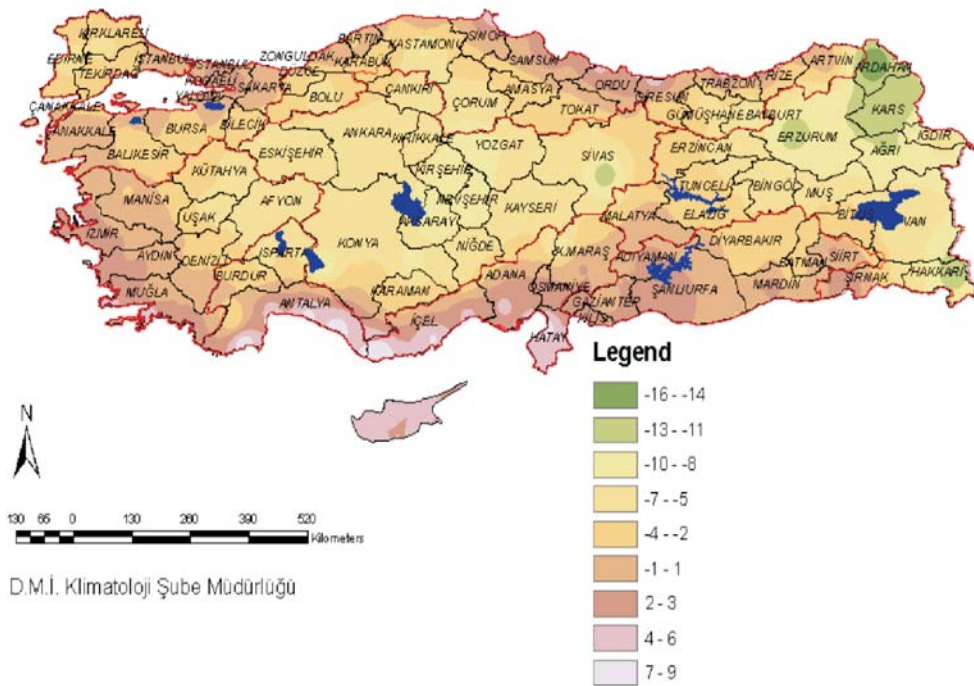 KIRKLARELİ
EDİRNE
TEKİRDAĞ
İSTANBUL
İSTANBUL
KOCAELİ
YALOVA
SAKARYA
ZONGULDAK
DÜZCE
BARTIN
KARABÜK
KASTAMONU
SİNOP
SAMSUN
ORDU
GİRESUN
TRABZON
RİZE
ARTVİN
ARDAHAN
KARS
IĞDIR
AĞRI
ERZURUM
BAYBURT
GÜMÜŞHANE
BOLU
ÇANKIRI
ÇORUM
AMASYA
TOKAT
ÇANAKKALE
ÇANAKKALE
BALIKESİR
BURSA
BİLECİK
ESKİŞEHİR
KÜTAHYA
ANKARA
KIRIKKALE
YOZGAT
SİVAS
ERZİNCAN
TUNCELİ
BİNGÖL
MUŞ
BİTLİS
VAN
KIRŞEHİR
NEVŞEHİR
KAYSERİ
MALATYA
ELAZIĞ
DİYARBAKIR
MANİSA
UŞAK
AFYON
KONYA
AKSARAY
NİĞDE
İZMİR
AYDIN
DENİZLİ
ISPARTA
BURDUR
MUĞLA
ANTALYA
KARAMAN
İÇEL
ADANA
K.MARAŞ
OSMANİYE
GAZİANTEP
KİLİS
HATAY
ADIYAMAN
ŞANLIURFA
MARDİN
BATMAN
SİİRT
ŞIRNAK
HAKKARİ
Legend
-16 - -14
-13 - -11
-10 - -8
-7 - -5
-4 - -2
-1 - 1
2 - 3
4 - 6
7 - 9
N
130 65 0 130 260 390 520
Kilometers
D.M.İ. Klimatoloji Şube Müdürlüğü